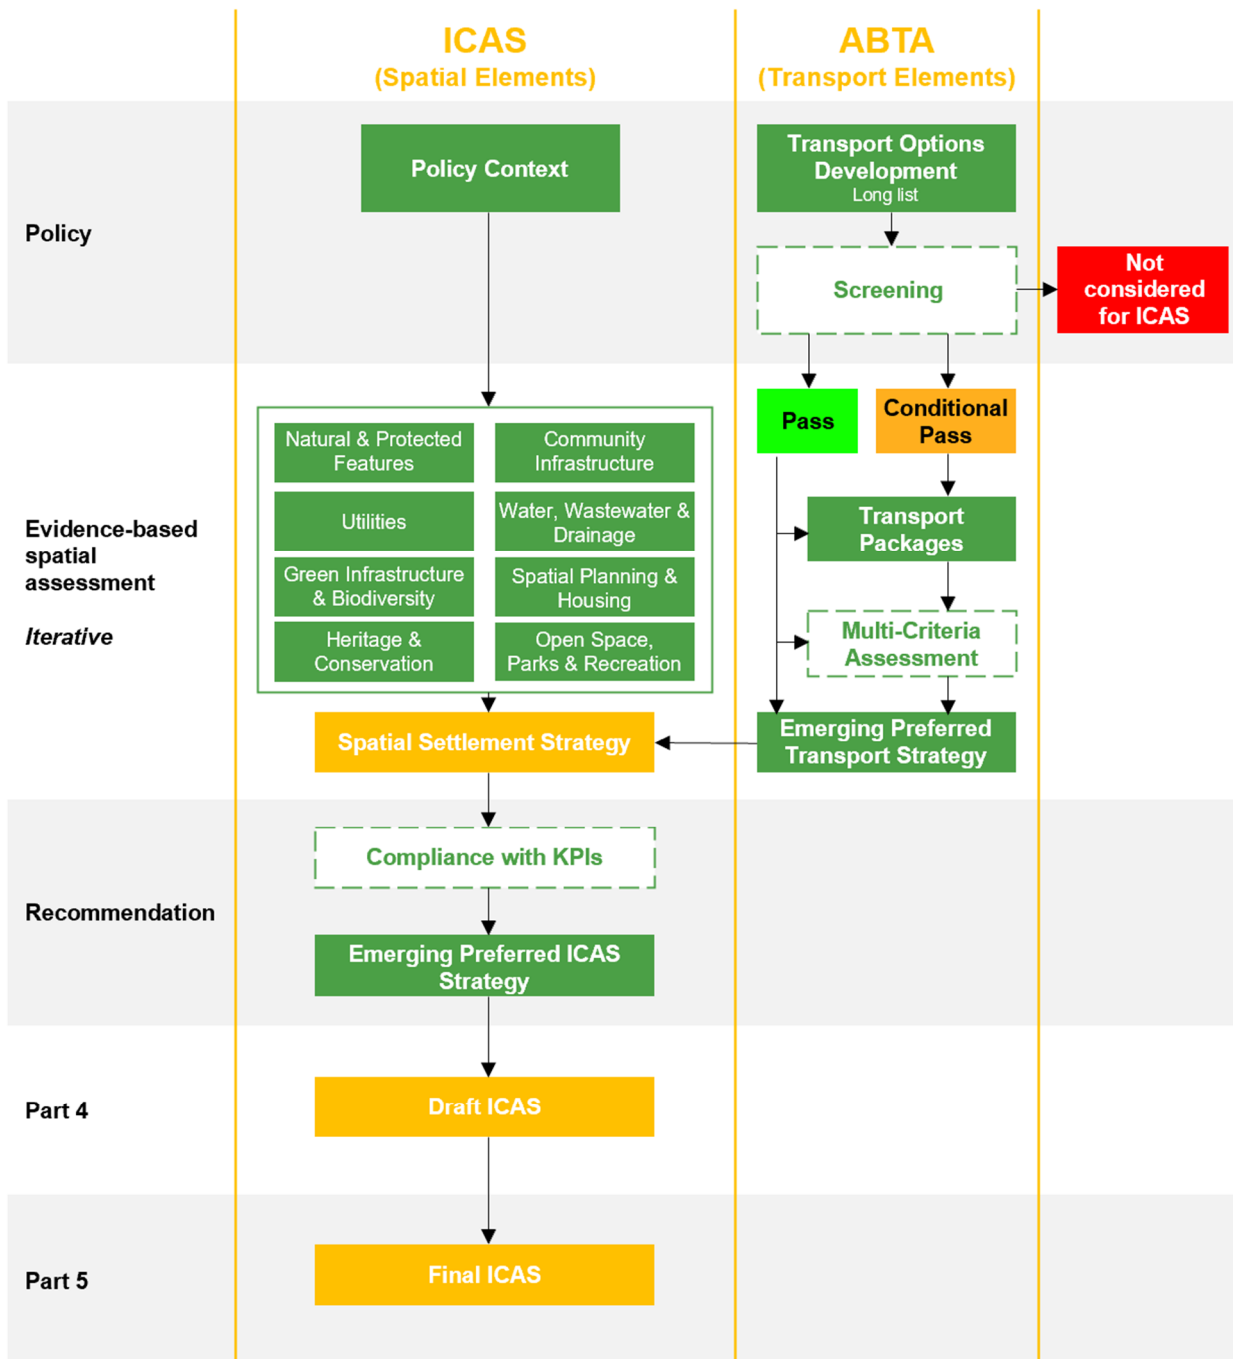 ICAS
(Spatial Elements)
ABTA
(Transport Elements)
Policy
Policy Context
Transport Options
Development
Long list
Screening
Not
considered
for ICAS
Pass
Conditional
Pass
Evidence-based
spatial
assessment
Iterative
Natural & Protected
Features
Community
Infrastructure
Utilities
Water, Wastewater &
Drainage
Green Infrastructure
& Biodiversity
Spatial Planning &
Housing
Heritage &
Conservation
Open Space,
Parks & Recreation
Transport
Packages
Multi-Criteria
Assessment
Spatial Settlement Strategy
Emerging Preferred
Transport Strategy
Recommendation
Compliance with KPIs
Emerging Preferred ICAS
Strategy
Part 4
Draft ICAS
Part 5
Final ICAS